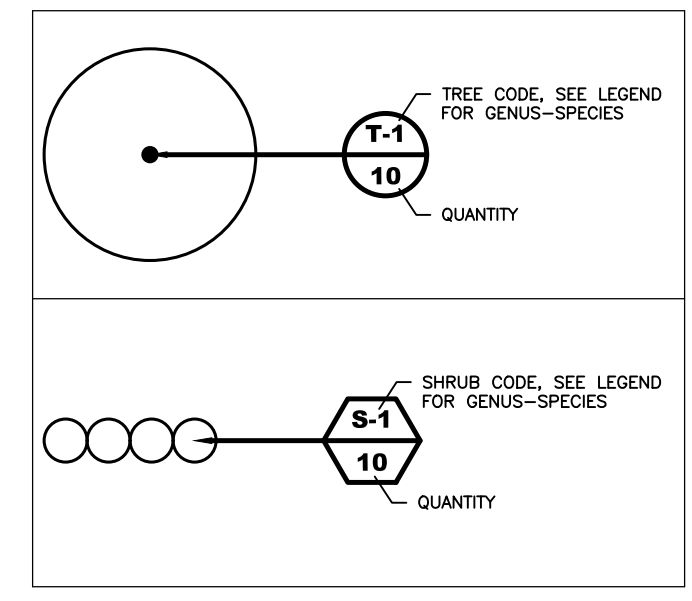 TREE CODE, SEE LEGEND
FOR GENUS-SPECIES
T-1
10
QUANTITY
SHRUB CODE, SEE LEGEND
FOR GENUS-SPECIES
S-1
10
QUANTITY